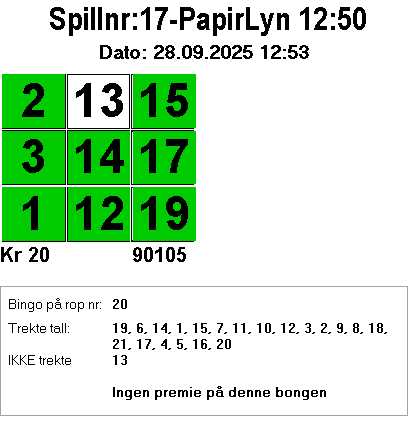 Spillnr:17-PapirLyn 12:50
Dato: 28.09.2025 12:53
2 13 15
3 14 17
1 12 19
Kr 20 90105
Bingo på rop nr: 20
Trekte tall: 19, 6, 14, 1, 15, 7, 11, 10, 12, 3, 2, 9, 8, 18,
21, 17, 4, 5, 16, 20
IKKE trekte 13
Ingen premie på denne bongen